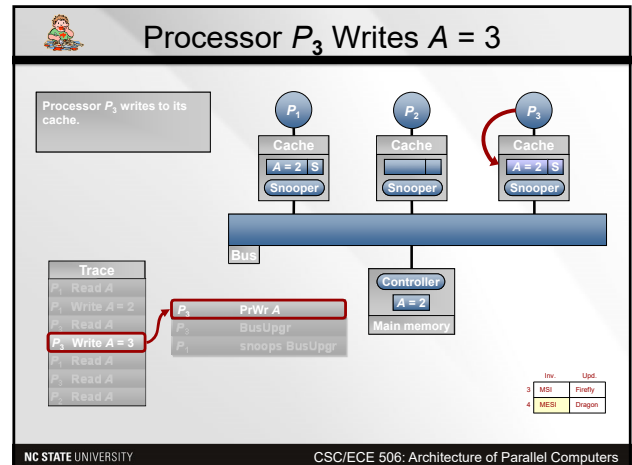 Processor P₃ Writes A = 3
Processor P₃ writes to its
cache.
P₁
P₂
P₃
Cache
Cache
Cache
A = 2 S
A = 2 S
Snooper
Snooper
Snooper
Bus
Trace
P₁ Read A
P₁ Write A = 2
P₃ Read A
P₃ Write A = 3
P₁ Read A
P₃ Read A
P₂ Read A
P₃ PrWr A
P₃ BusUpgr
P₁ snoops BusUpgr
Controller
A = 2
Main memory
Inv. Upd.
3 MSI Firefly
4 MESI Dragon
NC STATE UNIVERSITY
CSC/ECE 506: Architecture of Parallel Computers